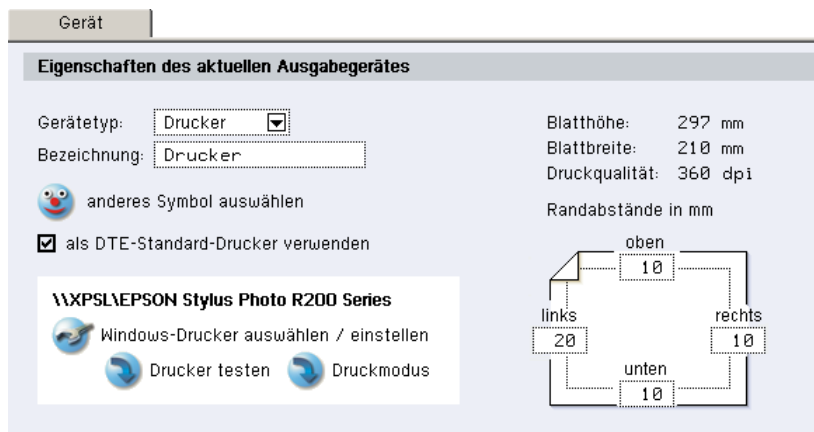 Gerät
Eigenschaften des aktuellen Ausgabegerätes
Gerätetyp: Drucker
Bezeichnung: Drucker
anderes Symbol auswählen
als DTE-Standard-Drucker verwenden
\\XPSL\EPSON Stylus Photo R200 Series
Windows-Drucker auswählen / einstellen
Drucker testen Druckmodus
Blatthöhe: 297 mm
Blattbreite: 210 mm
Druckqualität: 360 dpi
Randabstände in mm
oben
10
links rechts
20 10
unten
10